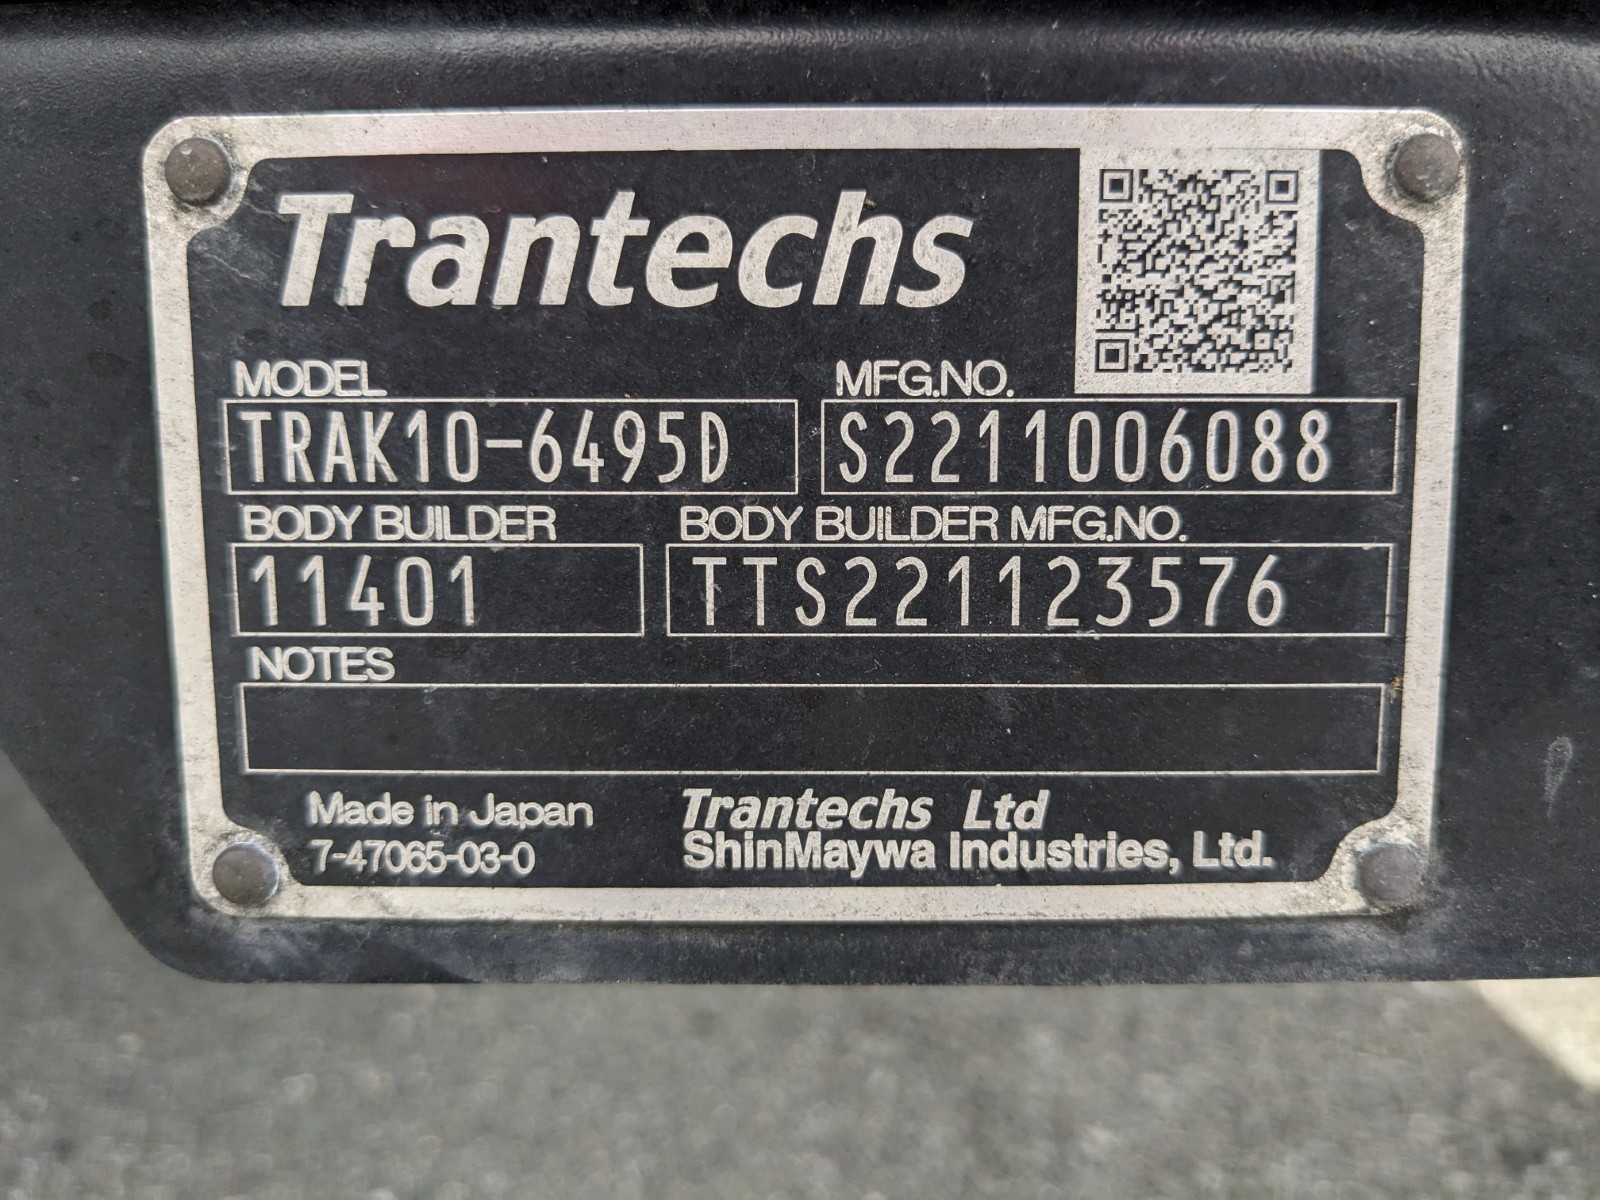 Trantechs
MODEL MFG.NO.
TRAK10-6495D S2211006088
BODY BUILDER BODY BUILDER MFG.NO.
11401 TTS221123576
NOTES
Made in Japan Trantechs Ltd
7-47065-03-0 ShinMaywa Industries, Ltd.